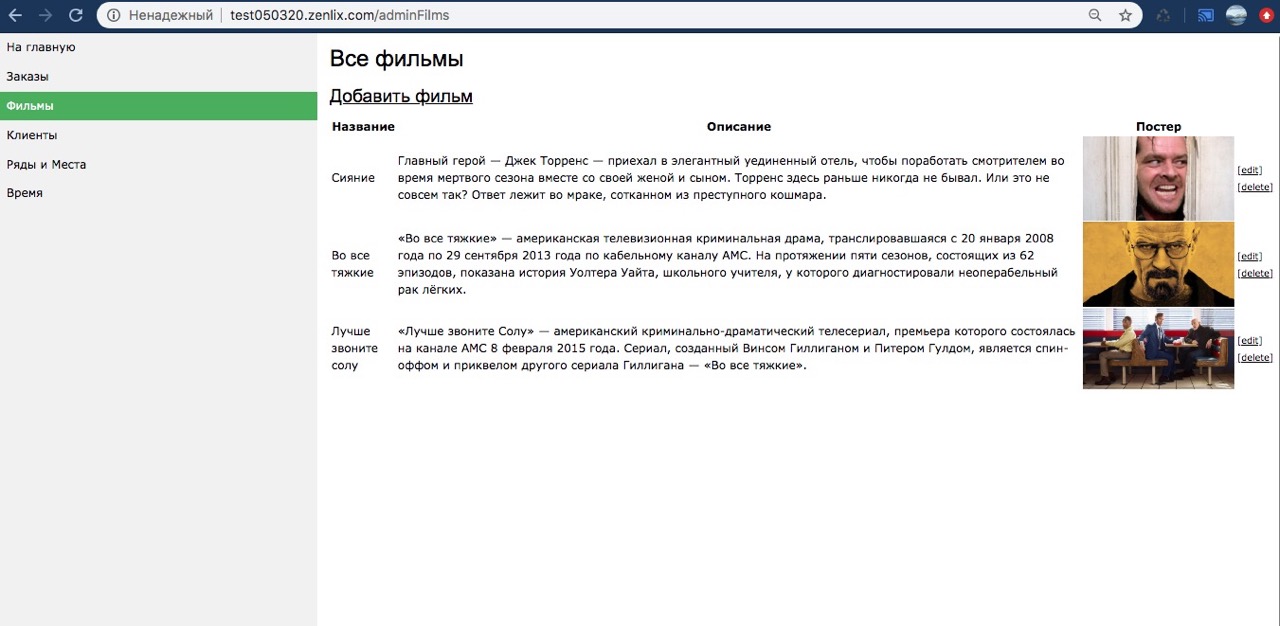 Ненадежный test050320.zenlix.com/adminFilms
На главную
Заказы
Фильмы
Клиенты
Ряды и Места
Время
Все фильмы
Добавить фильм
Название Описание Постер
Сияние
Главный герой — Джек Торренс — приехал в элегантный уединенный отель, чтобы поработать смотрителем во
время мертвого сезона вместе со своей женой и сыном. Торренс здесь раньше никогда не бывал. Или это не
совсем так? Ответ лежит во мраке, сотканном из преступного кошмара.
[edit]
[delete]
Во все
тяжкие
«Во все тяжкие» — американская телевизионная криминальная драма, транслировавшаяся с 20 января 2008
года по 29 сентября 2013 года по кабельному каналу AMC. На протяжении пяти сезонов, состоящих из 62
эпизодов, показана история Уолтера Уайта, школьного учителя, у которого диагностировали неоперабельный
рак лёгких.
[edit]
[delete]
Лучше
звоните
солу
«Лучше звоните Солу» — американский криминально-драматический телесериал, премьера которого состоялась
на канале AMC 8 февраля 2015 года. Сериал, созданный Винсом Гиллиганом и Питером Гулдом, является спин-
оффом и приквелом другого сериала Гиллигана — «Во все тяжкие».
[edit]
[delete]